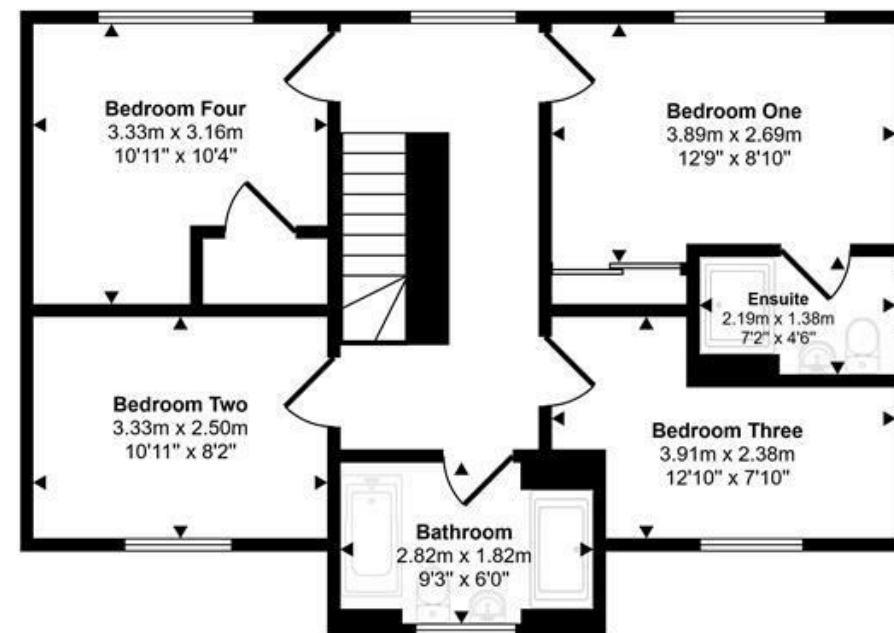 Bedroom Four
3.33m x 3.16m
10'11" x 10'4"
Bedroom One
3.89m x 2.69m
12'9" x 8'10"
Ensuite
2.19m x 1.38m
7'2" x 4'6"
Bedroom Two
3.33m x 2.50m
10'11" x 8'2"
Bedroom Three
3.91m x 2.38m
12'10" x 7'10"
Bathroom
2.82m x 1.82m
9'3" x 6'0"